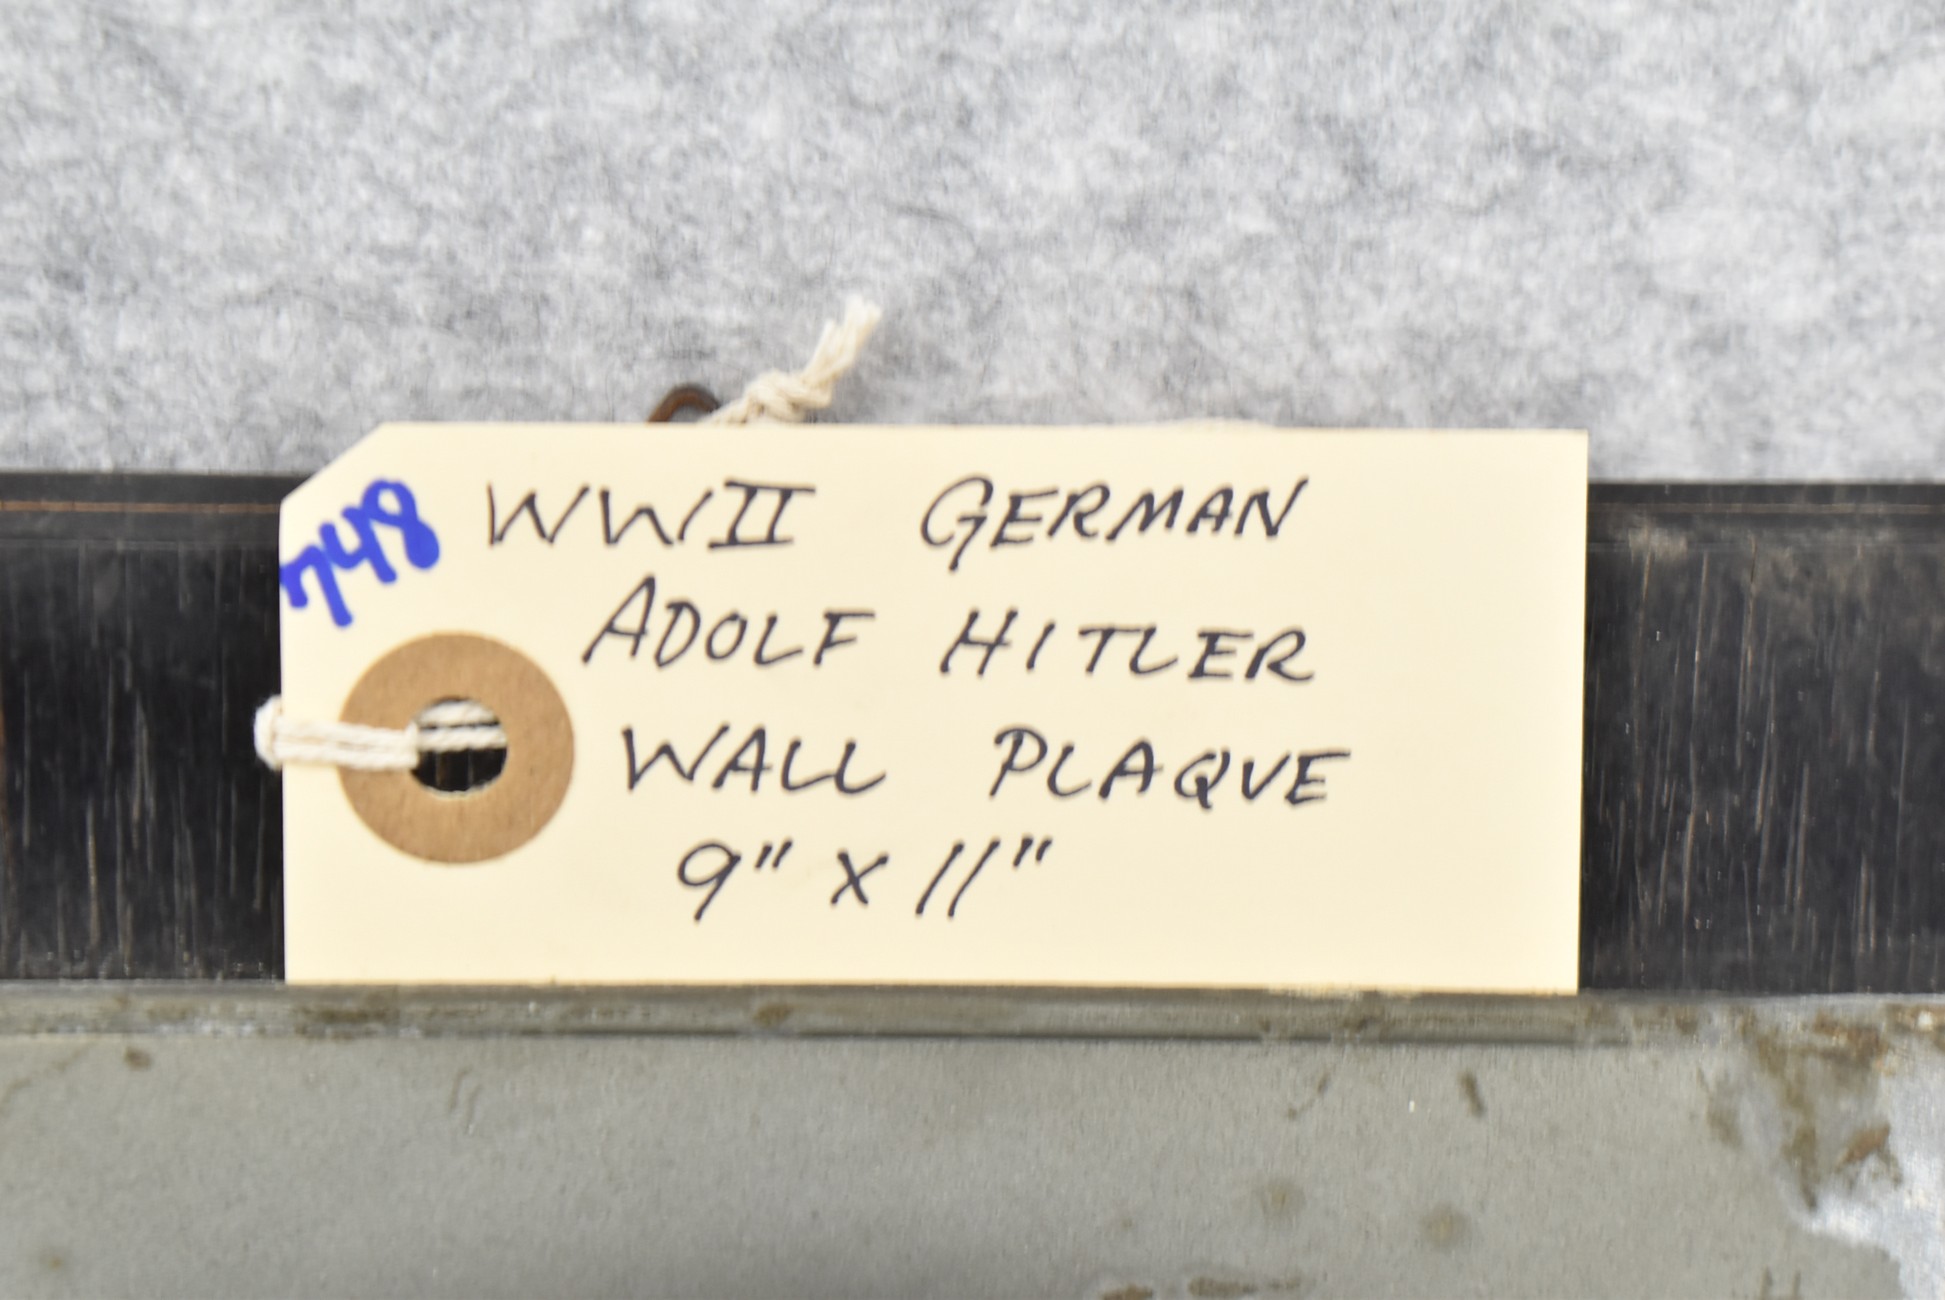 748
WWII GERMAN
ADOLF HITLER
WALL PLAQUE
9" X 11"